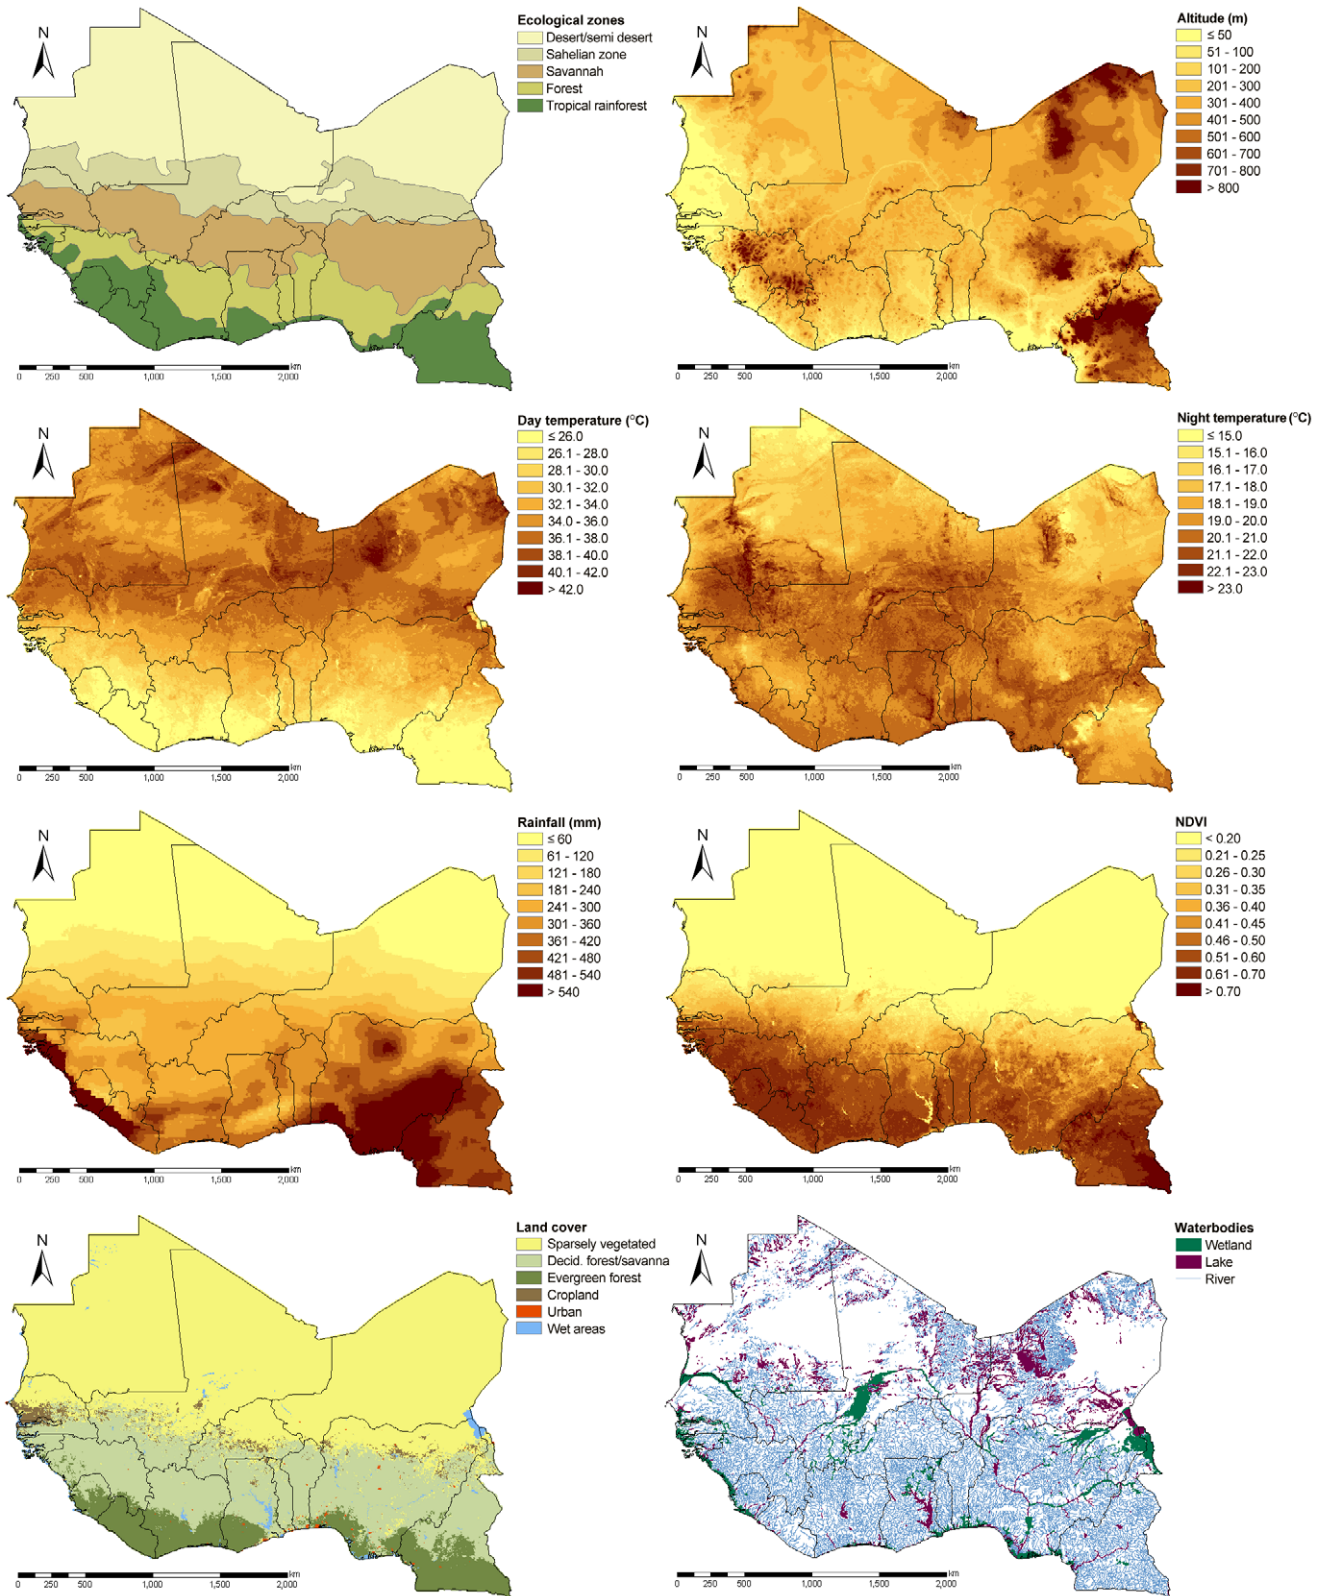 N
Ecological zones
Desert/semi desert
Sahelian zone
Savannah
Forest
Tropical rainforest
km
0 250 500 1,000 1,500 2,000
N
Altitude (m)
≤ 50
51 - 100
101 - 200
201 - 300
301 - 400
401 - 500
501 - 600
601 - 700
701 - 800
> 800
km
0 250 500 1,000 1,500 2,000
N
Day temperature (°C)
≤ 26.0
26.1 - 28.0
28.1 - 30.0
30.1 - 32.0
32.1 - 34.0
34.0 - 36.0
36.1 - 38.0
38.1 - 40.0
40.1 - 42.0
> 42.0
km
0 250 500 1,000 1,500 2,000
N
Night temperature (°C)
≤ 15.0
15.1 - 16.0
16.1 - 17.0
17.1 - 18.0
18.1 - 19.0
19.0 - 20.0
20.1 - 21.0
21.1 - 22.0
22.1 - 23.0
> 23.0
km
0 250 500 1,000 1,500 2,000
N
Rainfall (mm)
≤ 60
61 - 120
121 - 180
181 - 240
241 - 300
301 - 360
361 - 420
421 - 480
481 - 540
> 540
km
0 250 500 1,000 1,500 2,000
N
NDVI
< 0.20
0.21 - 0.25
0.26 - 0.30
0.31 - 0.35
0.36 - 0.40
0.41 - 0.45
0.46 - 0.50
0.51 - 0.60
0.61 - 0.70
> 0.70
km
0 250 500 1,000 1,500 2,000
N
Land cover
Sparsely vegetated
Decid. forest/savanna
Evergreen forest
Cropland
Urban
Wet areas
km
0 250 500 1,000 1,500 2,000
N
Waterbodies
Wetland
Lake
River
km
0 250 500 1,000 1,500 2,000